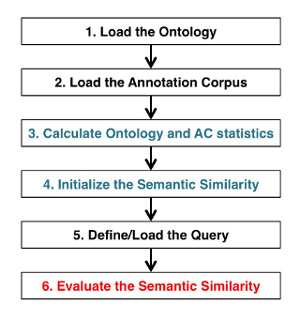 1. Load the Ontology
2. Load the Annotation Corpus
3. Calculate Ontology and AC statistics
4. Initialize the Semantic Similarity
5. Define/Load the Query
6. Evaluate the Semantic Similarity